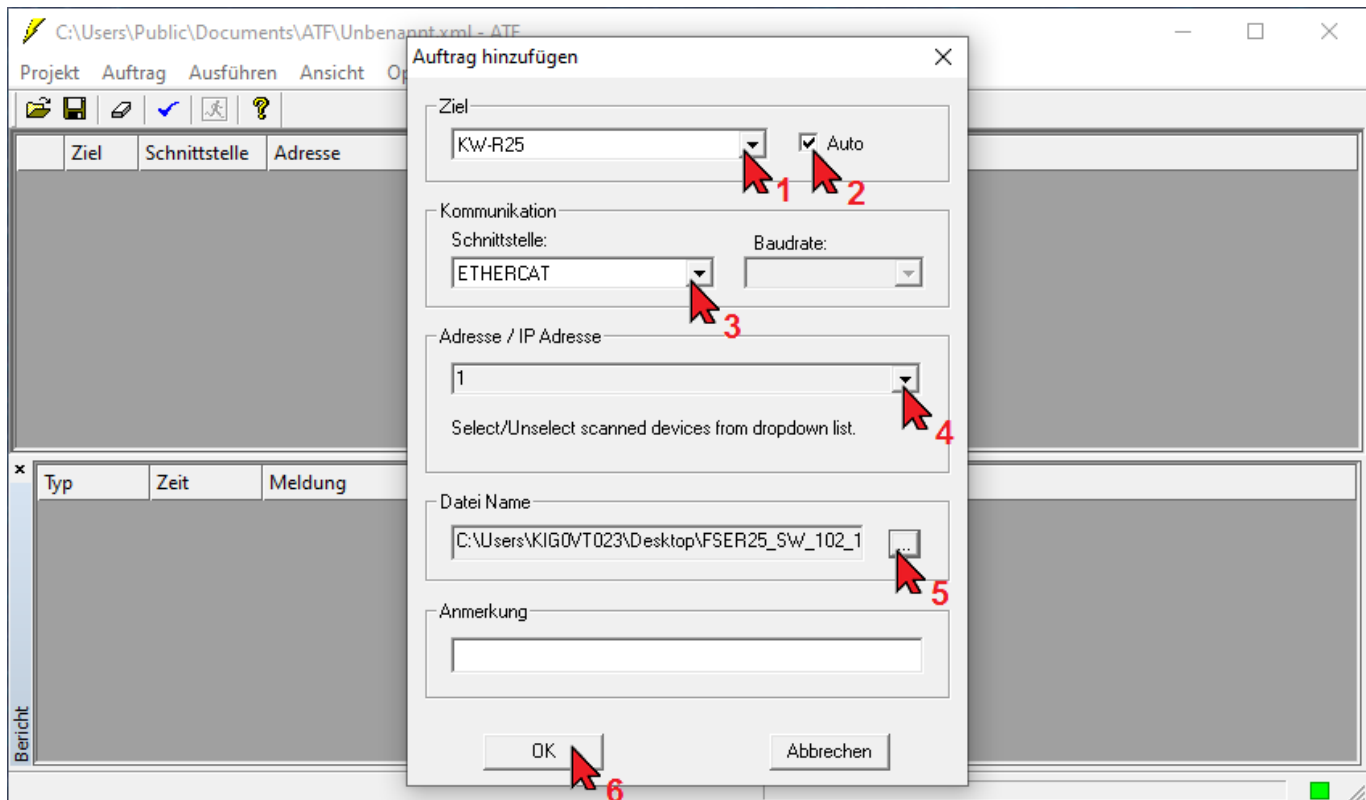 C:\Users\Public\Documents\ATF\Unbenannt.xml - ATF
Projekt Auftrag Ausführen Ansicht Op
Ziel Schnittstelle Adresse
Typ Zeit Meldung
Bericht
Auftrag hinzufügen
Ziel
KW-R25 Auto
1 2
Kommunikation
Schnittstelle: Baudrate:
ETHERCAT
3
Adresse / IP Adresse
1
4
Select/Unselect scanned devices from dropdown list.
Datei Name
C:\Users\KIG0VT023\Desktop\FSER25_SW_102_1 ...
5
Anmerkung
OK Abbrechen
6